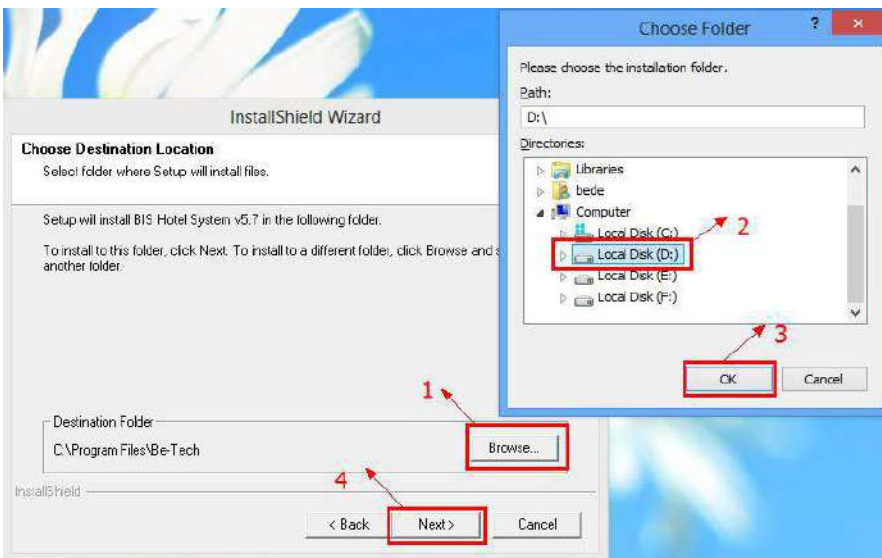 InstallShield Wizard
Choose Destination Location
Select folder where Setup will install files.
Setup will install BIS Hotel System v5.7 in the following folder.
To install to this folder, click Next. To install to a different folder, click Browse and s
another folder.
1
Destination Folder
C:\Program Files\Be-Tech
Browse...
4
InstallShield
< Back
Next >
Cancel
Choose Folder
?
×
Please choose the installation folder.
Path:
D:\
Directories:
Libraries
bede
Computer
Local Disk (C:)
2
Local Disk (D:)
Local Disk (E:)
Local Disk (F:)
3
OK
Cancel